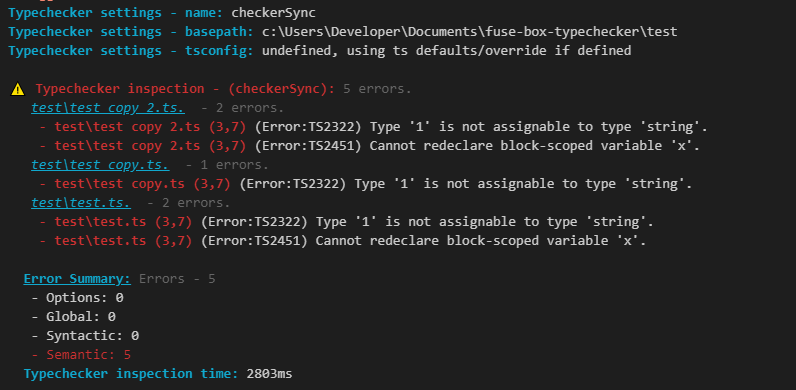 Typechecker settings - name: checkerSync
Typechecker settings - basepath: c:\Users\Developer\Documents\fuse-box-typechecker\test
Typechecker settings - tsconfig: undefined, using ts defaults/override if defined
Typechecker inspection - (checkerSync): 5 errors.
test\test copy 2.ts. - 2 errors.
- test\test copy 2.ts (3,7) (Error:TS2322) Type '1' is not assignable to type 'string'.
- test\test copy 2.ts (3,7) (Error:TS2451) Cannot redeclare block-scoped variable 'x'.
test\test copy.ts. - 1 errors.
- test\test copy.ts (3,7) (Error:TS2322) Type '1' is not assignable to type 'string'.
test\test.ts. - 2 errors.
- test\test.ts (3,7) (Error:TS2322) Type '1' is not assignable to type 'string'.
- test\test.ts (3,7) (Error:TS2451) Cannot redeclare block-scoped variable 'x'.
Error Summary: Errors - 5
- Options: 0
- Global: 0
- Syntactic: 0
- Semantic: 5
Typechecker inspection time: 2803ms